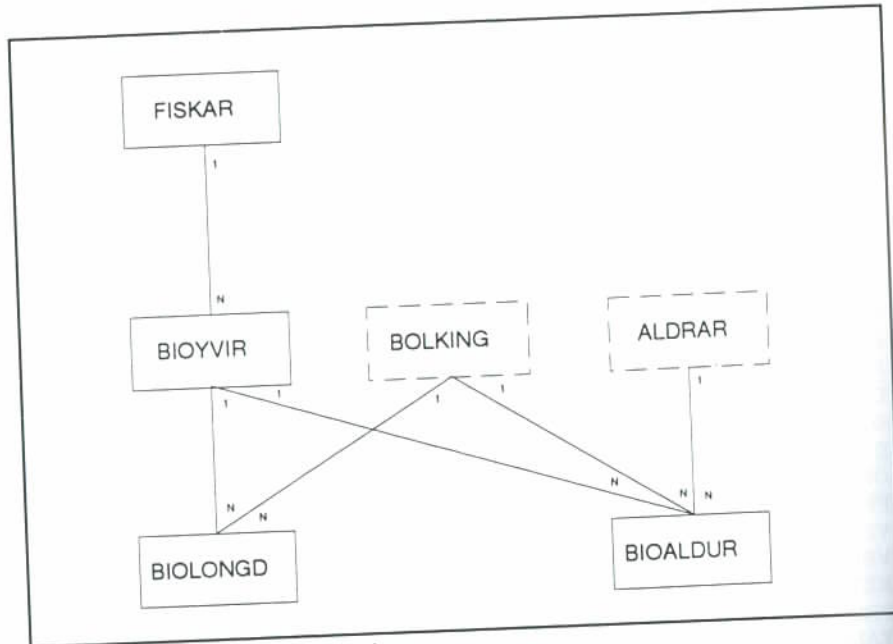 FISKAR
1
N
BIOYVIR
BOLKING
ALDRAR
1
1
1
1
1
N
N
N
N
N
BIOLONGD
BIOALDUR